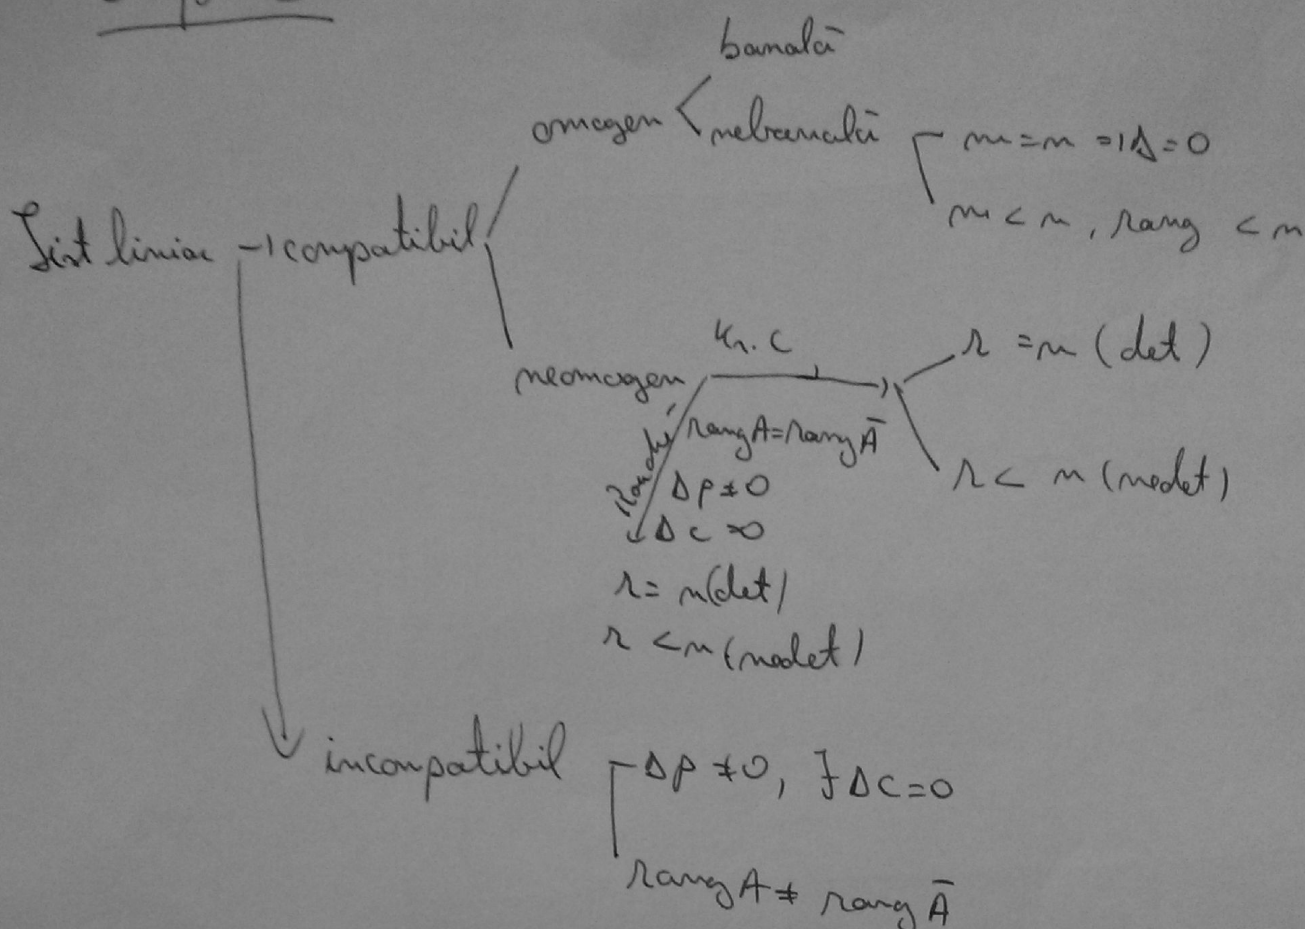 banală
omogen
nebanală
m = n => Δ = 0
m < n, rang < n
Sist liniar → compatibil
neomogen
Kr. C
r = n (det)
Rouché
rang A = rang Ā
r < n (nedet)
Δp ≠ 0
Δc = 0
r = n (det)
r < n (nedet)
incompatibil
Δp ≠ 0, ∃ Δc = 0
rang A ≠ rang Ā